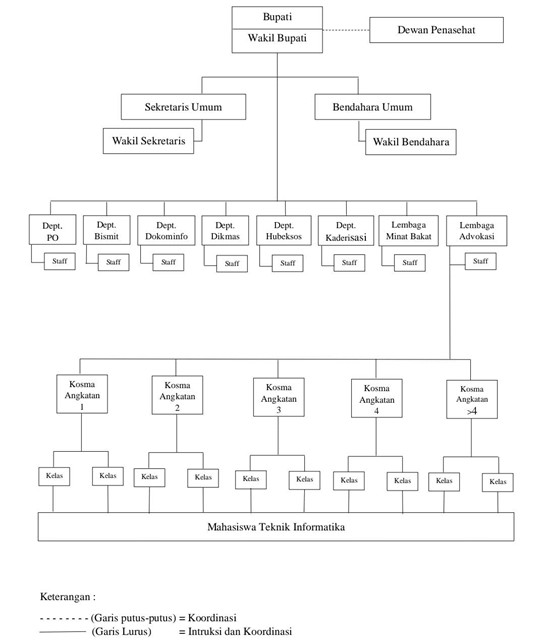 Bupati
Wakil Bupati
Dewan Penasehat
Sekretaris Umum
Bendahara Umum
Wakil Sekretaris
Wakil Bendahara
Dept.
PO
Dept.
Bismit
Dept.
Dokominfo
Dept.
Dikmas
Dept.
Hubeksos
Dept.
Kaderisasi
Lembaga
Minat Bakat
Lembaga
Advokasi
Staff
Staff
Staff
Staff
Staff
Staff
Staff
Staff
Kosma
Angkatan
1
Kosma
Angkatan
2
Kosma
Angkatan
3
Kosma
Angkatan
4
Kosma
Angkatan
>4
Kelas
Kelas
Kelas
Kelas
Kelas
Kelas
Kelas
Kelas
Kelas
Kelas
Mahasiswa Teknik Informatika
Keterangan :
(Garis putus-putus) = Koordinasi
(Garis Lurus) = Intruksi dan Koordinasi